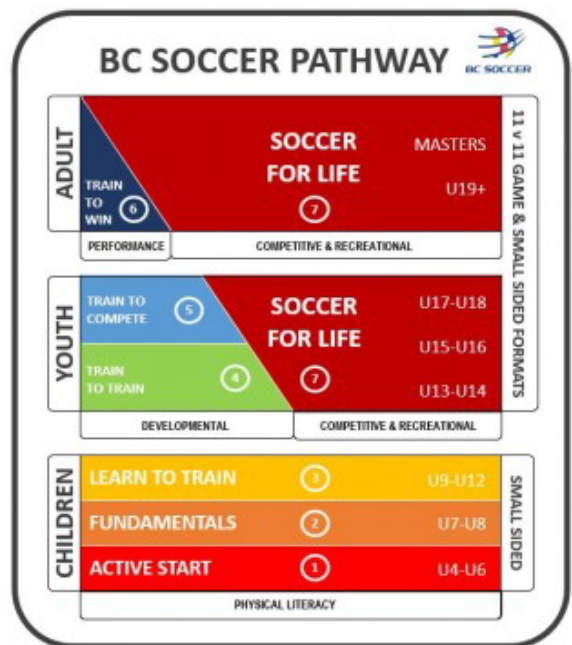 BC SOCCER PATHWAY
BC SOCCER
ADULT
TRAIN
TO
WIN
6
SOCCER
FOR LIFE
7
MASTERS
U19+
PERFORMANCE
COMPETITIVE & RECREATIONAL
11 v 11 GAME & SMALL SIDED FORMATS
YOUTH
TRAIN TO
COMPETE
5
TRAIN
TO TRAIN
4
SOCCER
FOR LIFE
7
U17-U18
U15-U16
U13-U14
DEVELOPMENTAL
COMPETITIVE & RECREATIONAL
CHILDREN
LEARN TO TRAIN
3
U9-U12
FUNDAMENTALS
2
U7-U8
ACTIVE START
1
U4-U6
SMALL SIDED
PHYSICAL LITERACY